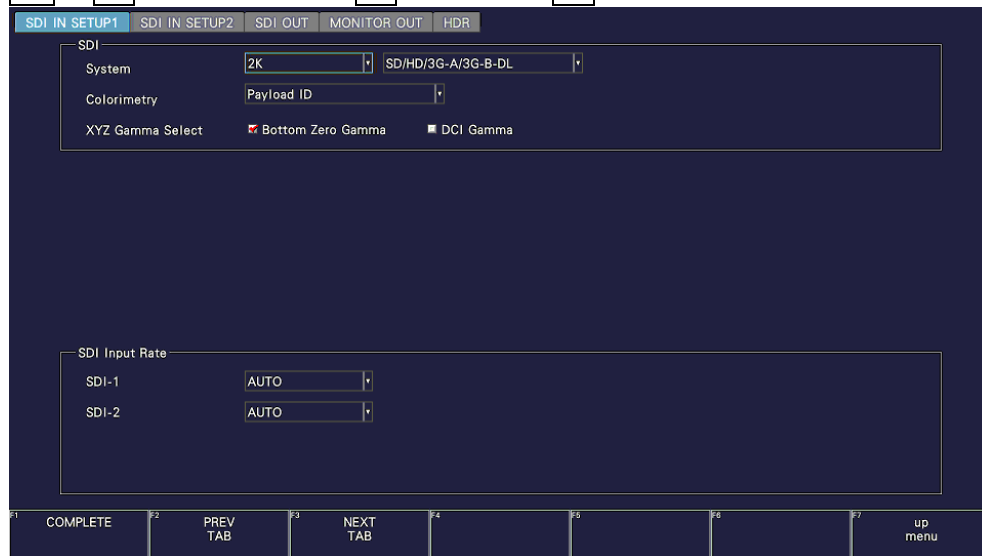 SDI IN SETUP1 SDI IN SETUP2 SDI OUT MONITOR OUT HDR
SDI
System 2K SD/HD/3G-A/3G-B-DL
Colorimetry Payload ID
XYZ Gamma Select Bottom Zero Gamma DCI Gamma
SDI Input Rate
SDI-1 AUTO
SDI-2 AUTO
F1 COMPLETE F2 PREV F3 NEXT F4 F5 F6 F7 up
TAB TAB menu